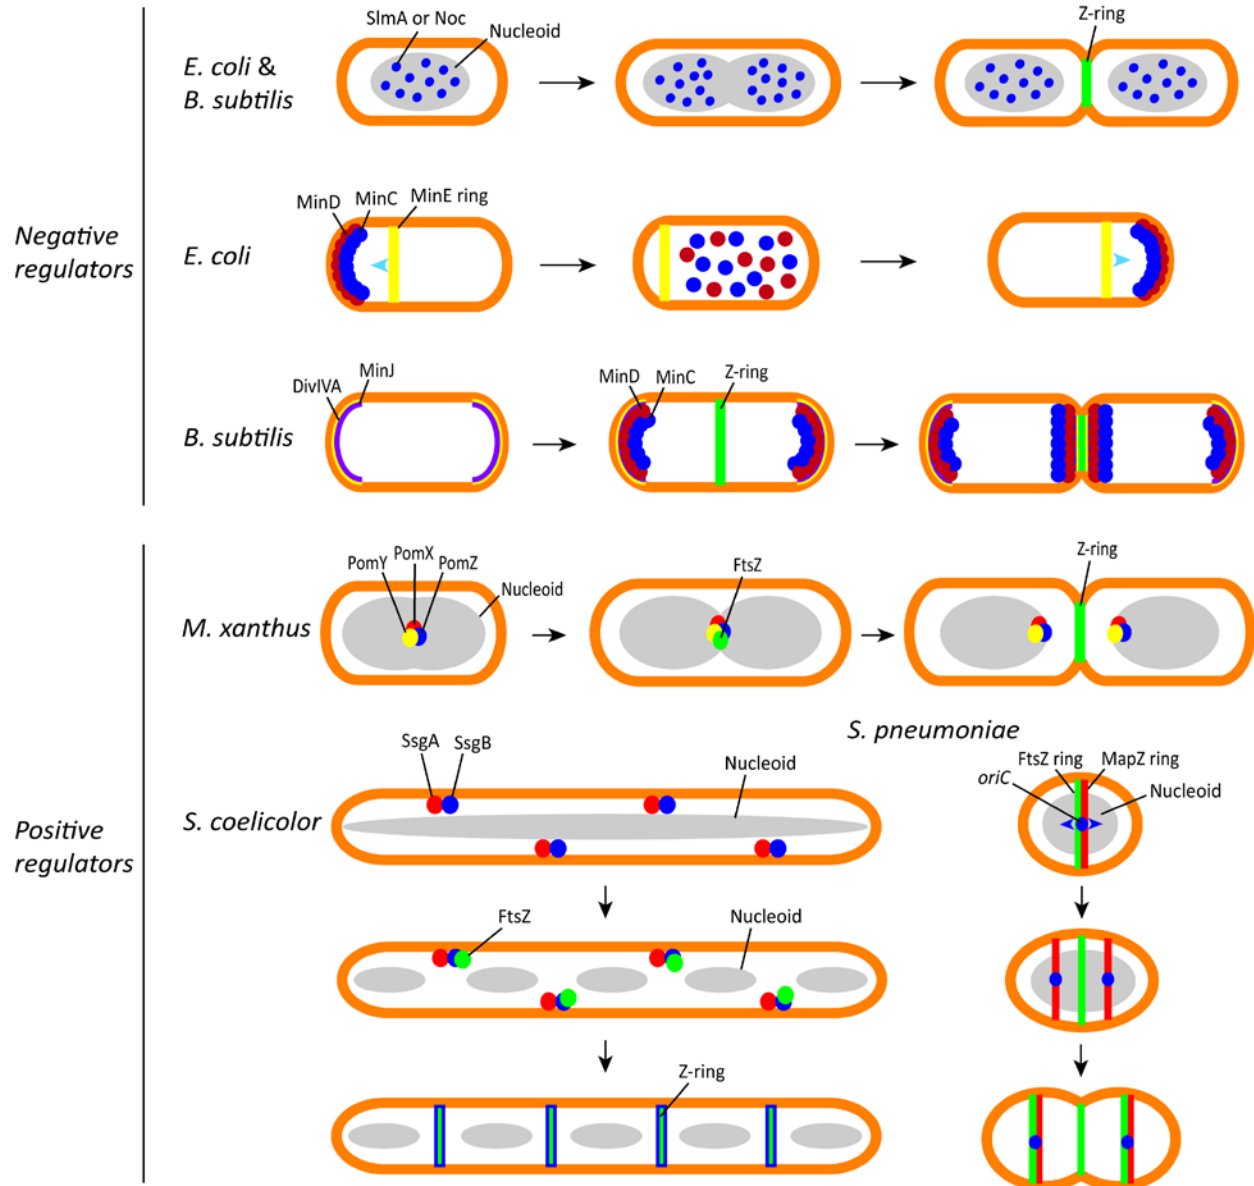 Negative
regulators
E. coli &
B. subtilis
SlmA or Noc
Nucleoid
Z-ring
E. coli
MinD
MinC
MinE ring
B. subtilis
DivIVA
MinJ
MinD
MinC
Z-ring
Positive
regulators
M. xanthus
PomY
PomX
PomZ
Nucleoid
FtsZ
Z-ring
S. coelicolor
SsgA
SsgB
Nucleoid
FtsZ
Nucleoid
Z-ring
S. pneumoniae
oriC
FtsZ ring
MapZ ring
Nucleoid